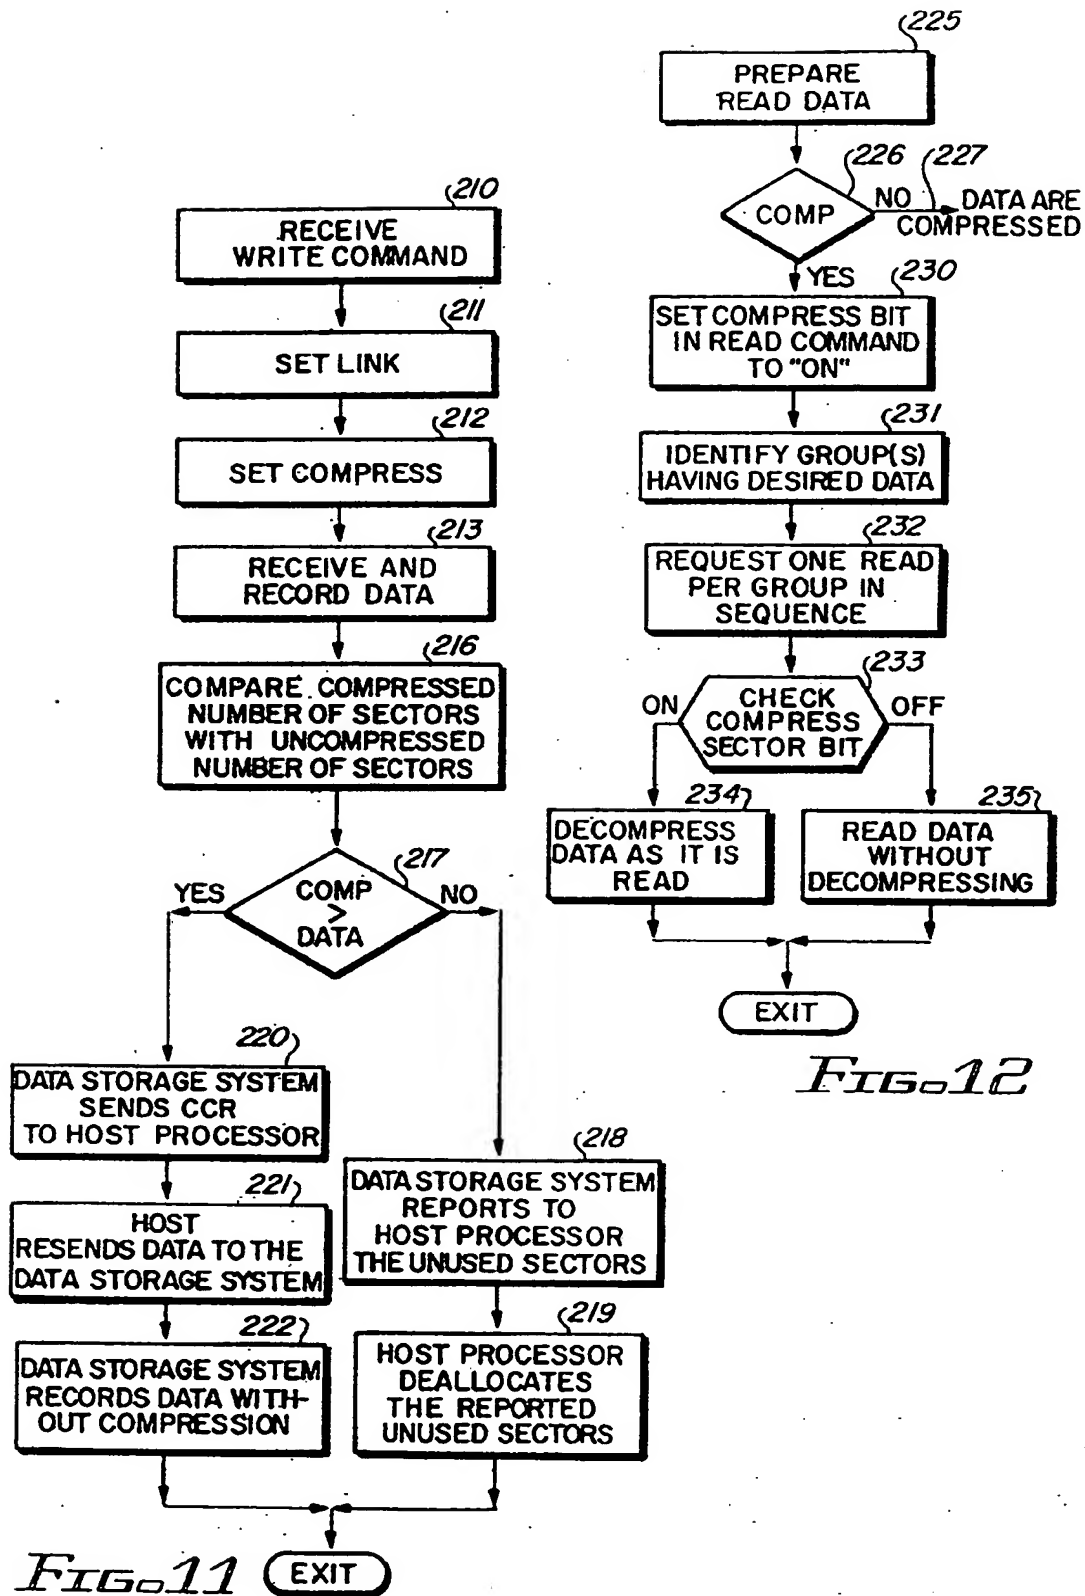 210
RECEIVE
WRITE COMMAND
211
SET LINK
212
SET COMPRESS
213
RECEIVE AND
RECORD DATA
216
COMPARE COMPRESSED
NUMBER OF SECTORS
WITH UNCOMPRESSED
NUMBER OF SECTORS
217
YES
COMP
>
DATA
NO
220
DATA STORAGE SYSTEM
SENDS CCR
TO HOST PROCESSOR
221
HOST
RESENDS DATA TO THE
DATA STORAGE SYSTEM
222
DATA STORAGE SYSTEM
RECORDS DATA WITH-
OUT COMPRESSION
218
DATA STORAGE SYSTEM
REPORTS TO
HOST PROCESSOR
THE UNUSED SECTORS
219
HOST PROCESSOR
DEALLOCATES
THE REPORTED
UNUSED SECTORS
EXIT
FIG. 11
225
PREPARE
READ DATA
226
COMP
NO
227
DATA ARE
COMPRESSED
YES
230
SET COMPRESS BIT
IN READ COMMAND
TO "ON"
231
IDENTIFY GROUP(S)
HAVING DESIRED DATA
232
REQUEST ONE READ
PER GROUP IN
SEQUENCE
233
ON
CHECK
COMPRESS
SECTOR BIT
OFF
234
DECOMPRESS
DATA AS IT IS
READ
235
READ DATA
WITHOUT
DECOMPRESSING
EXIT
FIG. 12